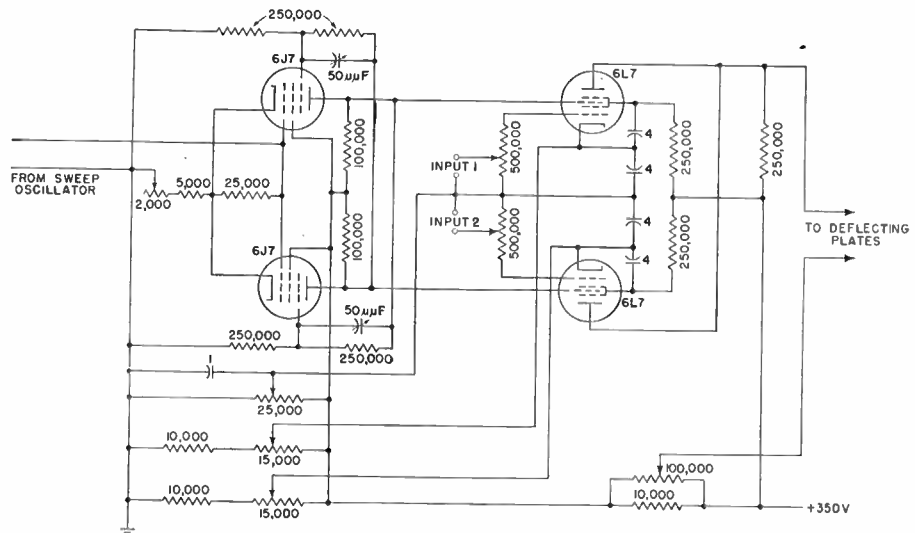 250,000
6J7
50μμF
6L7
100,000
500,000
4
4
250,000
250,000
INPUT 1
FROM SWEEP
OSCILLATOR
2,000
5,000
25,000
INPUT 2
TO DEFLECTING
PLATES
6J7
100,000
500,000
4
4
250,000
6L7
50μμF
250,000
250,000
1
25,000
10,000
15,000
100,000
10,000
15,000
10,000
+350V